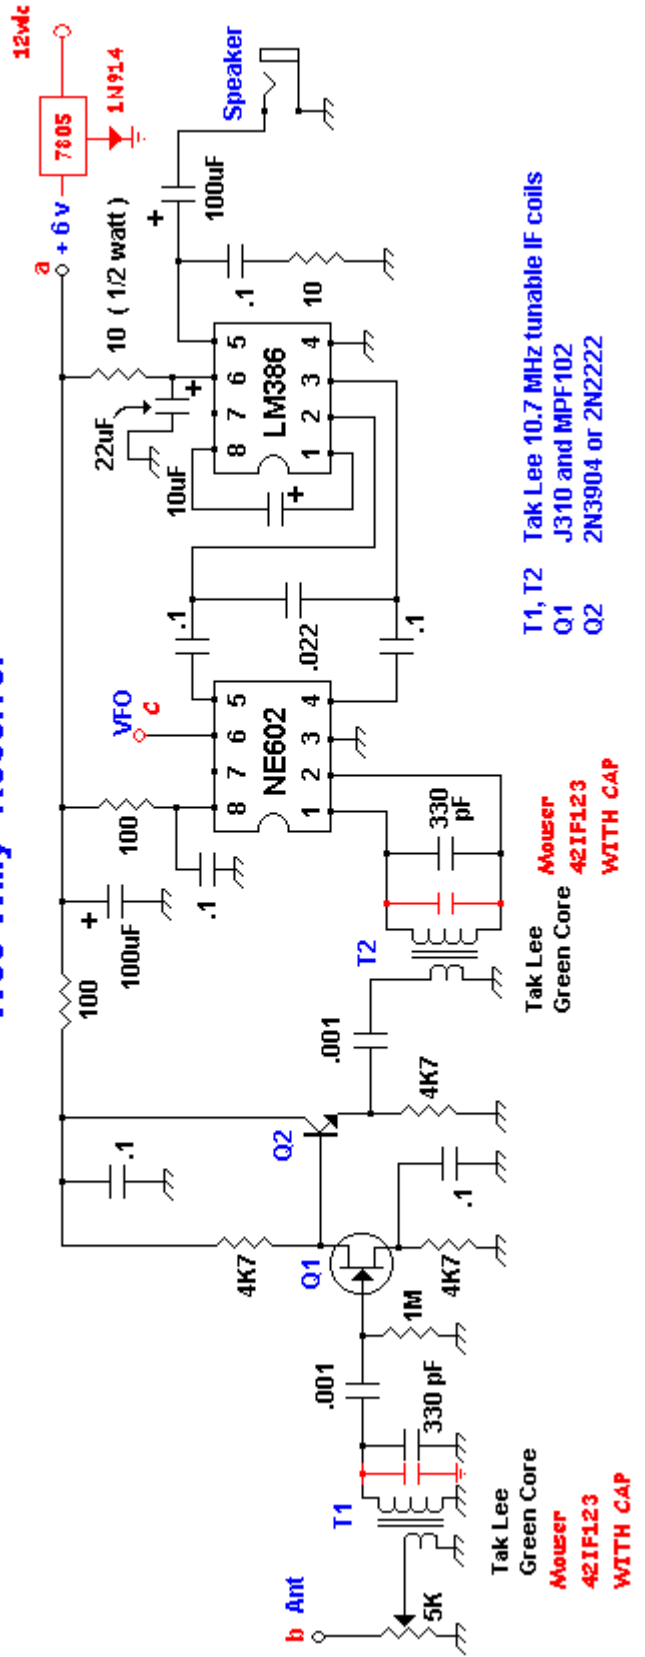 12vdc
7805
1N914
a
+ 6 v
10 ( 1/2 watt )
22uF
+
+
100uF
Speaker
.1
10
10uF
+
8 7 6 5
LM386
1 2 3 4
VFO
c
100
.1
.1
.022
.1
8 7 6 5
NE602
1 2 3 4
+
100uF
100
.1
4K7
Q2
Q1
.001
4K7
.1
4K7
T2
330
pF
Tak Lee
Green Core
Mouser
42IF123
WITH CAP
b
Ant
5K
T1
.001
330 pF
1M
Tak Lee
Green Core
Mouser
42IF123
WITH CAP
T1, T2 Tak Lee 10.7 MHz tunable IF coils
Q1 J310 and MPF102
Q2 2N3904 or 2N2222